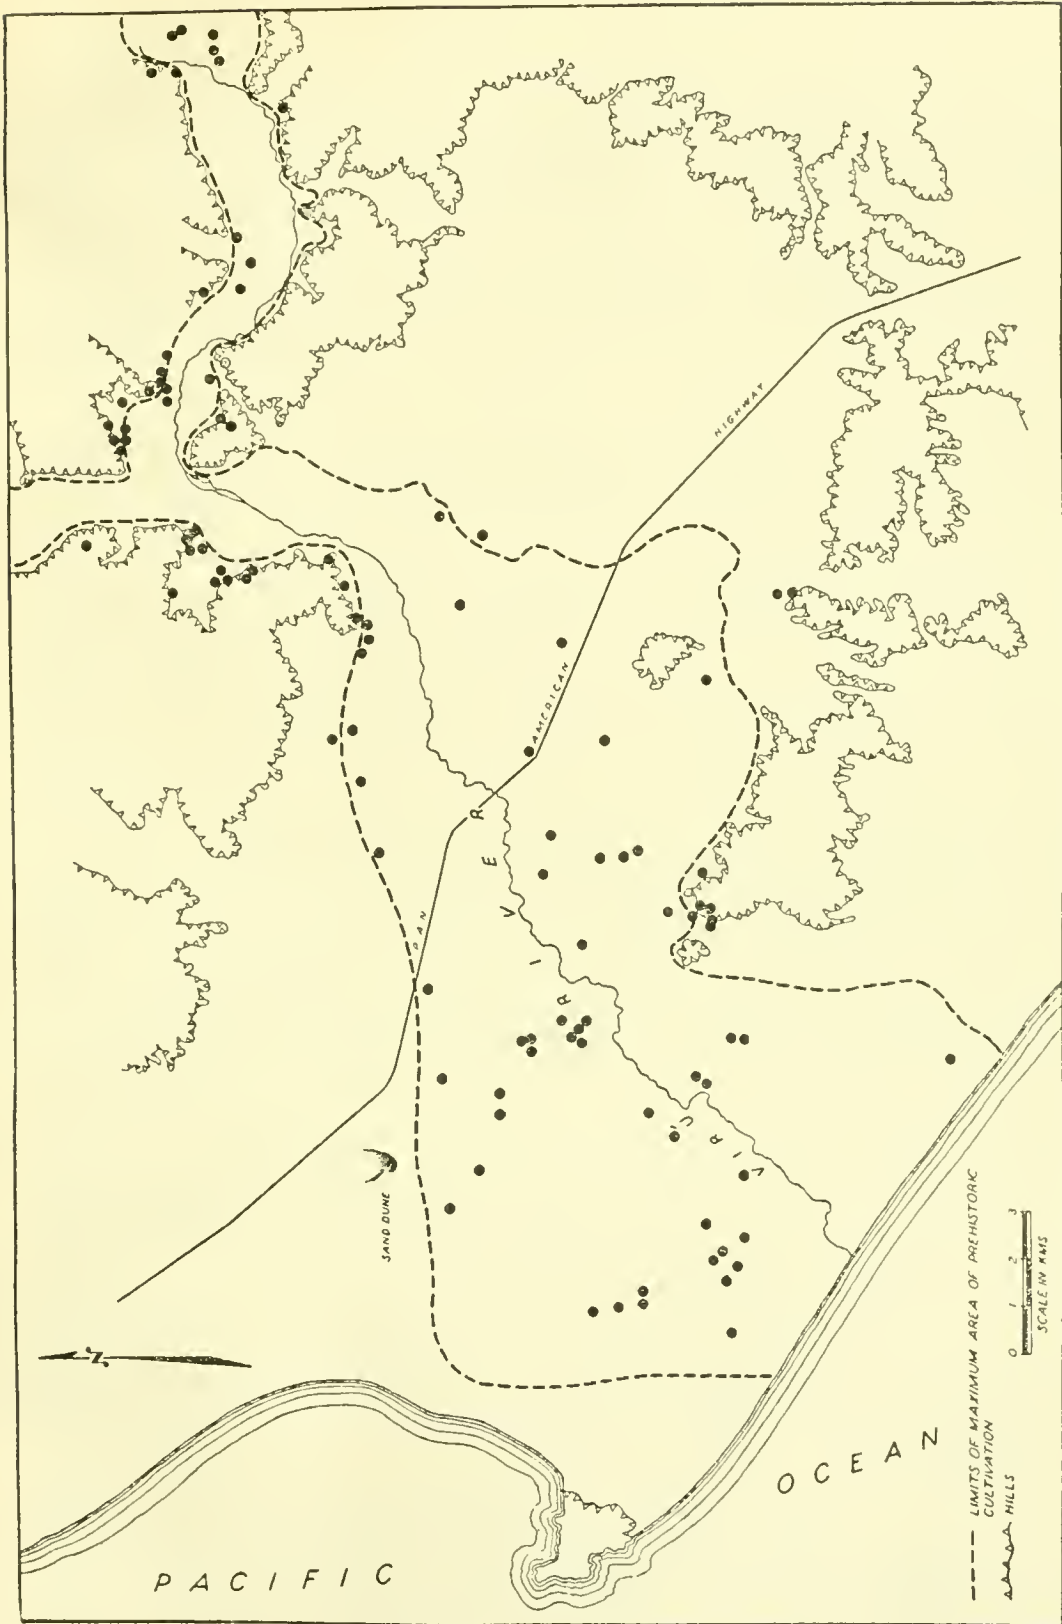 PACIFIC
OCEAN
N
SAND DUNE
PAN
AMERICAN
HIGHWAY
VIRÚ
RIVER
LIMITS OF MAXIMUM AREA OF PREHISTORIC
CULTIVATION
HILLS
0 1 2 3
SCALE IN KMS